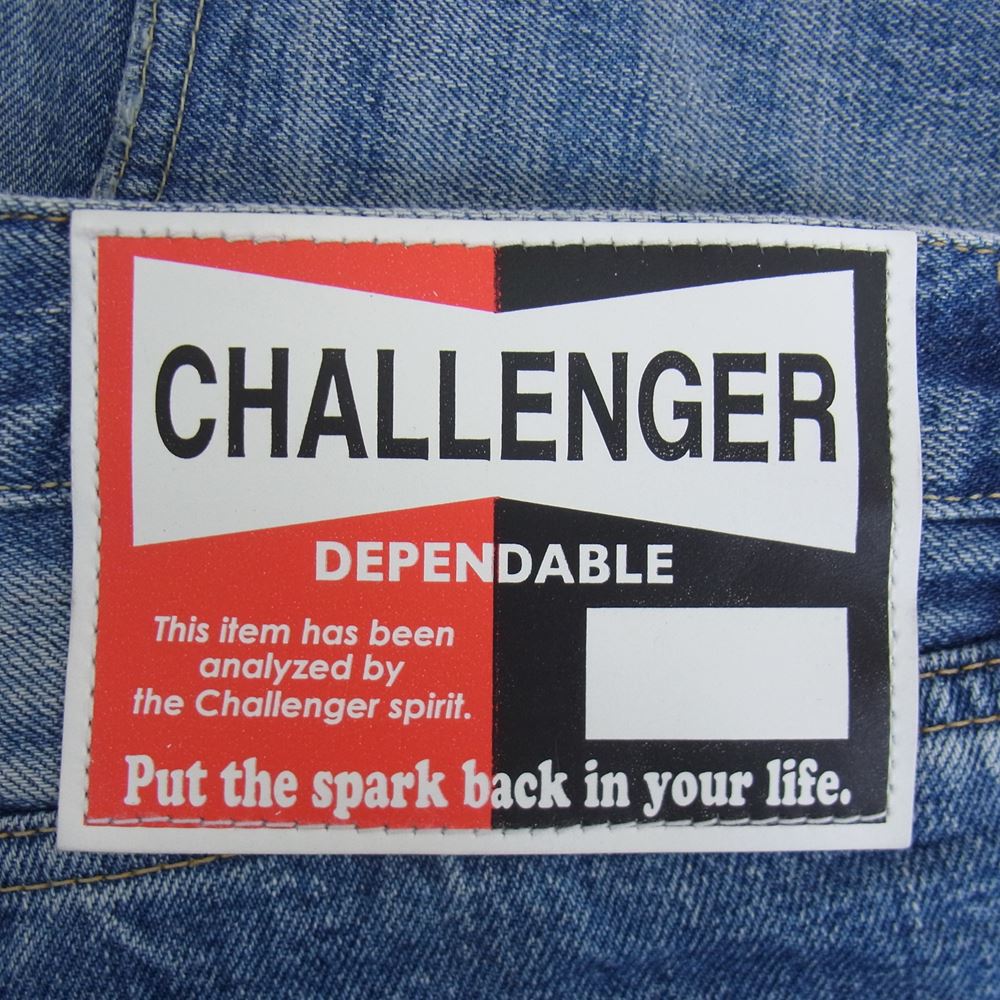 CHALLENGER
DEPENDABLE
This item has been
analyzed by
the Challenger spirit.
Put the spark back in your life.